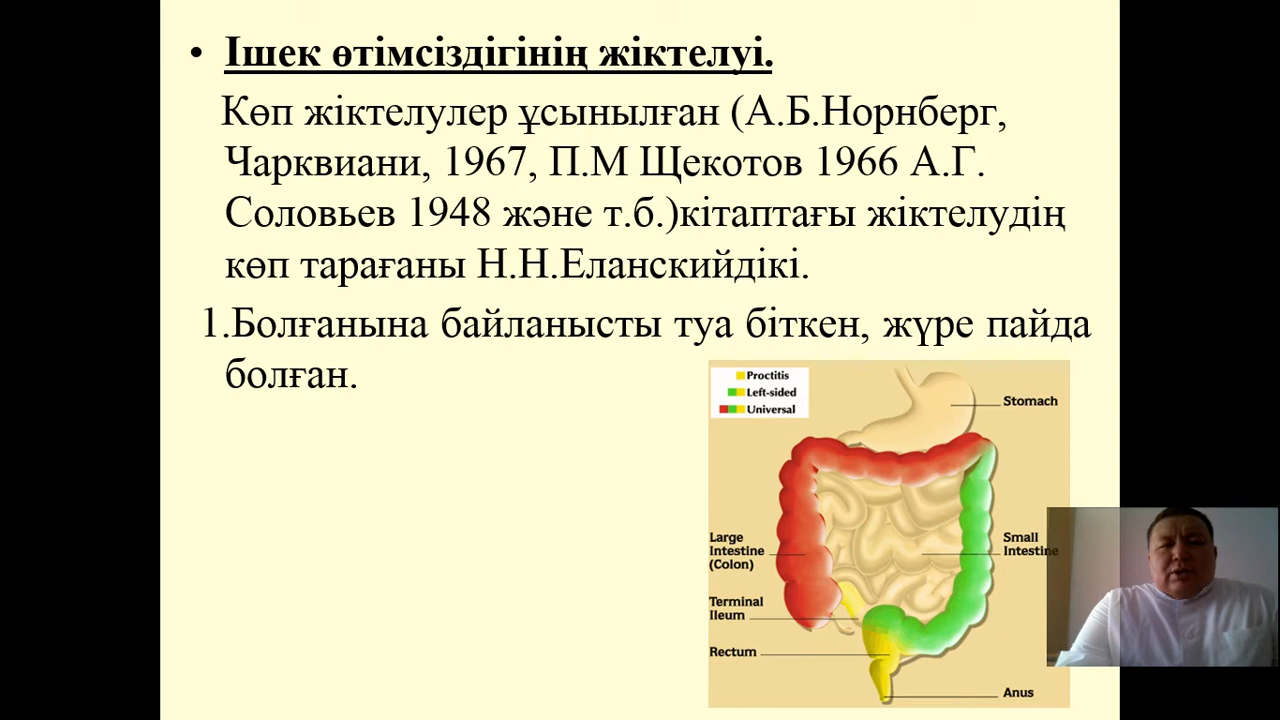 • Ішек өтімсіздігінің жіктелуі.
Көп жіктелулер ұсынылған (А.Б.Норнберг,
Чарквиани, 1967, П.М Щекотов 1966 А.Г.
Соловьев 1948 және т.б.)кітаптағы жіктелудің
көп тарағаны Н.Н.Еланскийдікі.
1.Болғанына байланысты туа біткен, жүре пайда
болған.
Proctitis
Left-sided
Universal
Stomach
Large
Intestine
(Colon)
Small
Intestine
Terminal
Ileum
Rectum
Anus